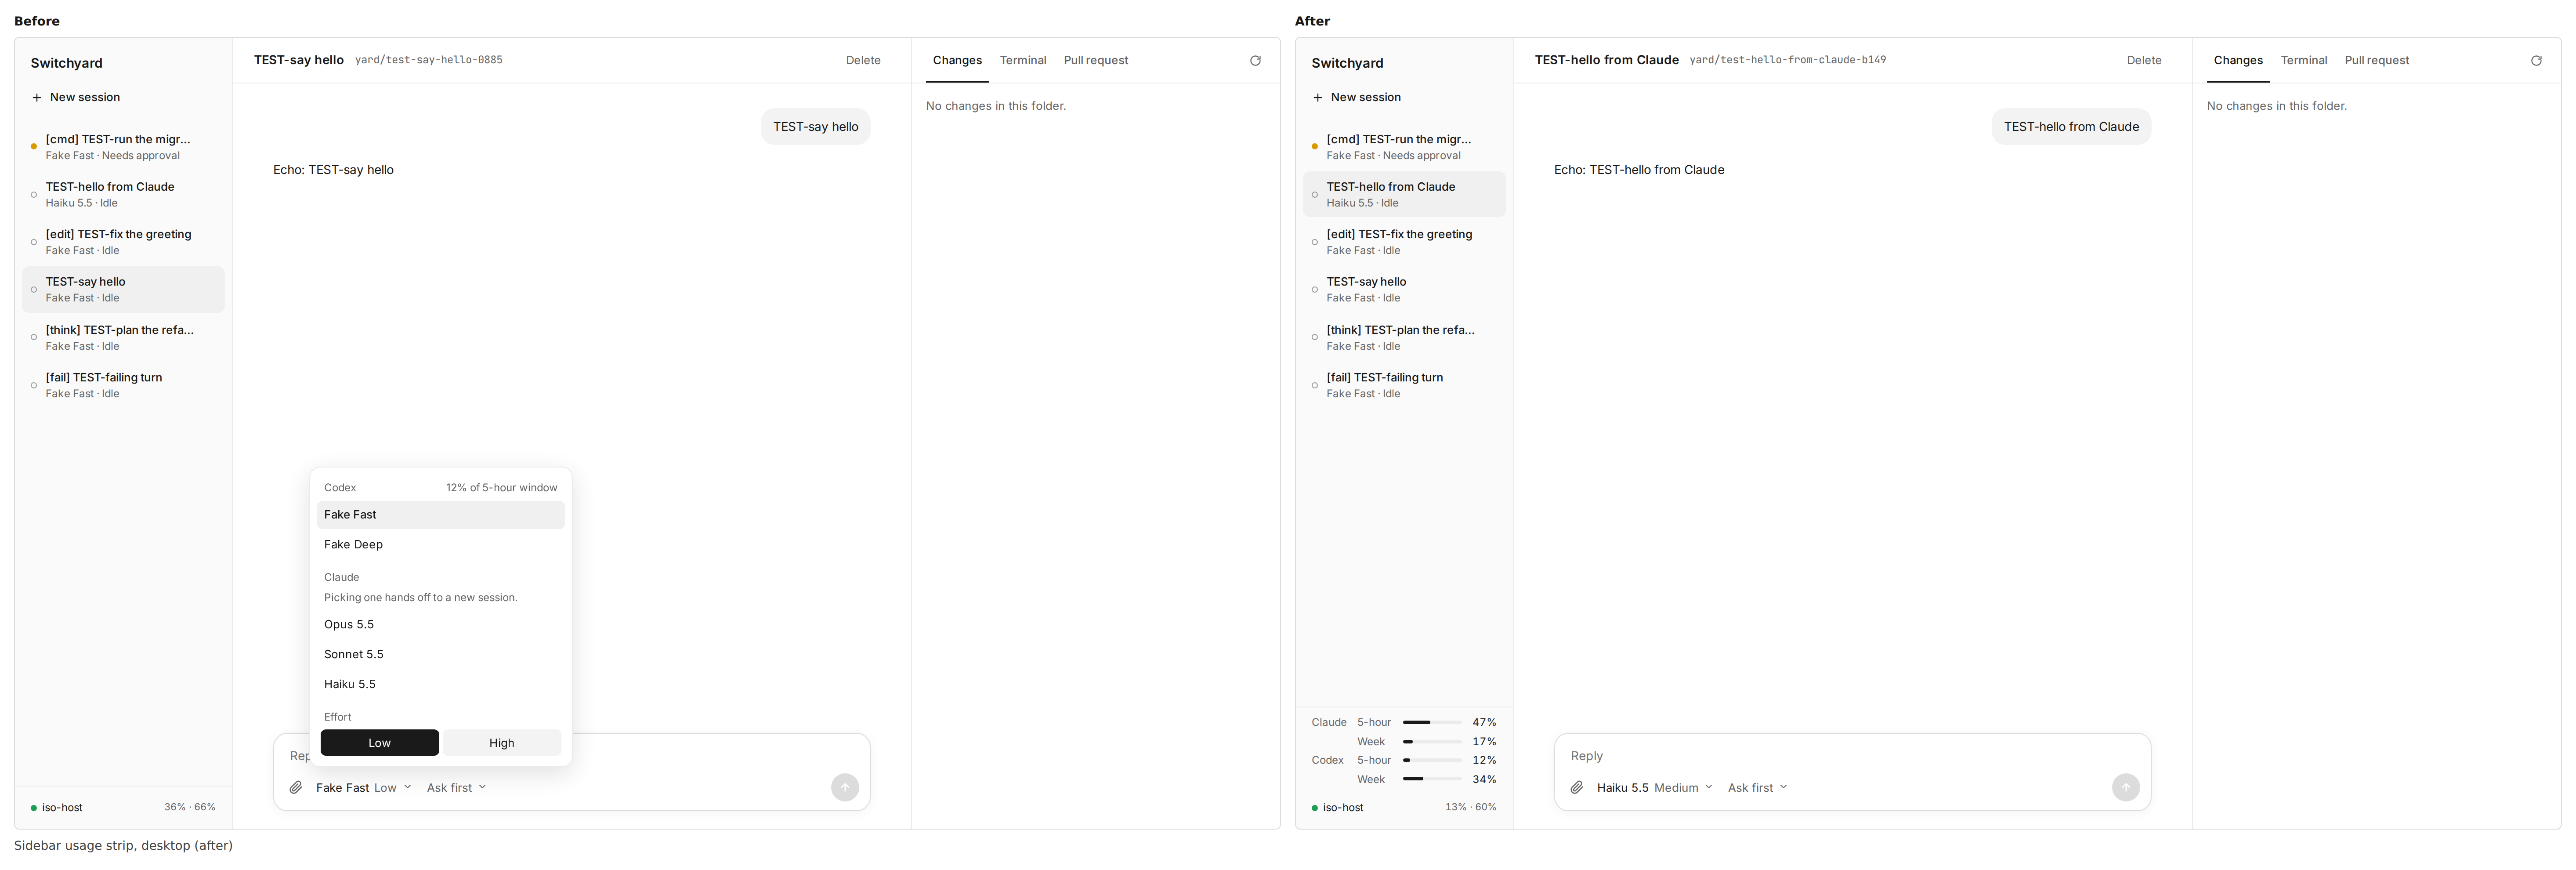 Before
Switchyard
New session
[cmd] TEST-run the migr...
Fake Fast · Needs approval
TEST-hello from Claude
Haiku 5.5 · Idle
[edit] TEST-fix the greeting
Fake Fast · Idle
TEST-say hello
Fake Fast · Idle
[think] TEST-plan the refa...
Fake Fast · Idle
[fail] TEST-failing turn
Fake Fast · Idle
iso-host 36% · 66%
TEST-say hello yard/test-say-hello-0885 Delete
TEST-say hello
Echo: TEST-say hello
Codex 12% of 5-hour window
Fake Fast
Fake Deep
Claude
Picking one hands off to a new session.
Opus 5.5
Sonnet 5.5
Haiku 5.5
Effort
Low High
Rep
Fake Fast Low Ask first
Changes Terminal Pull request
No changes in this folder.
Sidebar usage strip, desktop (after)
After
Switchyard
New session
[cmd] TEST-run the migr...
Fake Fast · Needs approval
TEST-hello from Claude
Haiku 5.5 · Idle
[edit] TEST-fix the greeting
Fake Fast · Idle
TEST-say hello
Fake Fast · Idle
[think] TEST-plan the refa...
Fake Fast · Idle
[fail] TEST-failing turn
Fake Fast · Idle
Claude 5-hour 47%
Week 17%
Codex 5-hour 12%
Week 34%
iso-host 13% · 60%
TEST-hello from Claude yard/test-hello-from-claude-b149 Delete
TEST-hello from Claude
Echo: TEST-hello from Claude
Reply
Haiku 5.5 Medium Ask first
Changes Terminal Pull request
No changes in this folder.